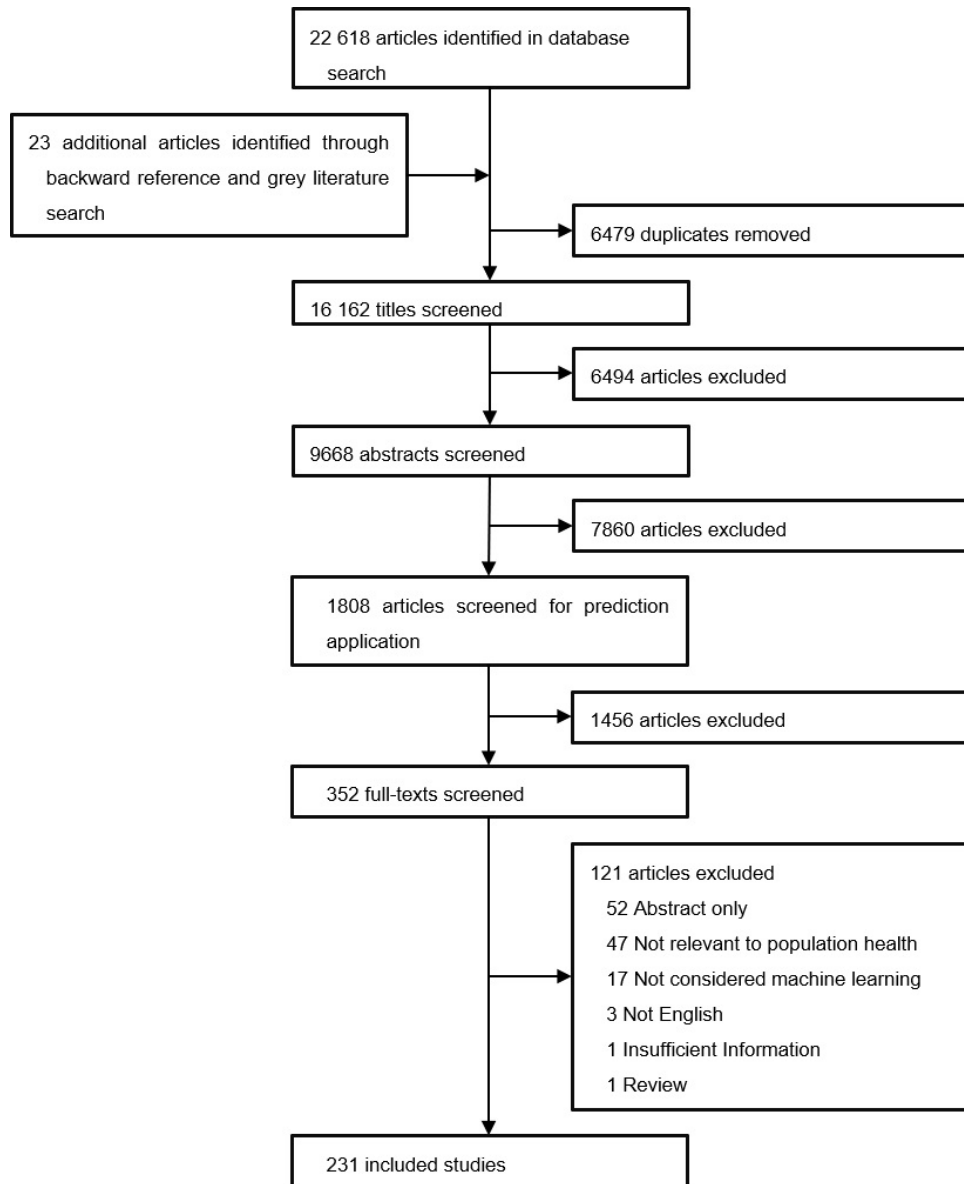 22 618 articles identified in database
search
23 additional articles identified through
backward reference and grey literature
search
6479 duplicates removed
16 162 titles screened
6494 articles excluded
9668 abstracts screened
7860 articles excluded
1808 articles screened for prediction
application
1456 articles excluded
352 full-texts screened
121 articles excluded
52 Abstract only
47 Not relevant to population health
17 Not considered machine learning
3 Not English
1 Insufficient Information
1 Review
231 included studies